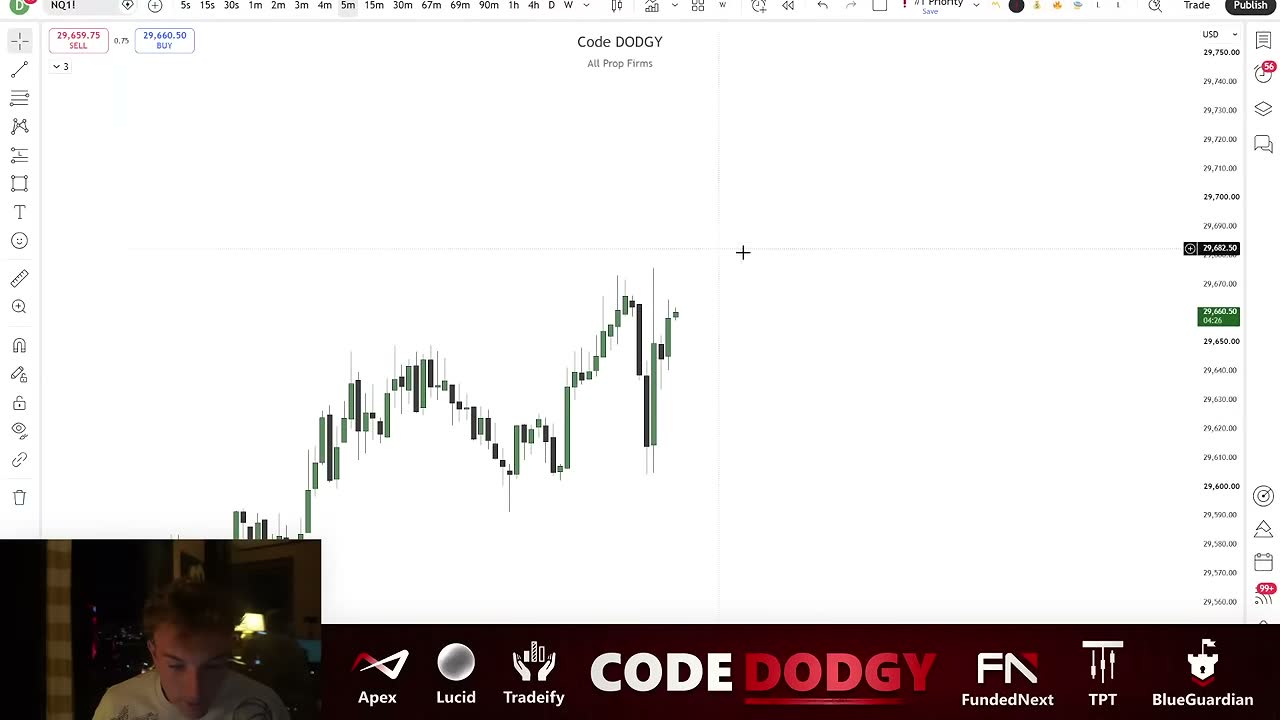 D NQ1! 5s 15s 30s 1m 2m 3m 4m 5m 15m 30m 67m 69m 90m 1h 4h D W W #1 Priority Trade Publish
Save
29,659.75 0.75 29,660.50
SELL BUY
3
Code DODGY
All Prop Firms
USD
29,750.00
29,740.00
29,730.00
29,720.00
29,710.00
29,700.00
29,690.00
29,682.50
29,670.00
29,660.50
04:26
29,650.00
29,640.00
29,630.00
29,620.00
29,610.00
29,600.00
29,590.00
29,580.00
29,570.00
29,560.00
56
99+
Apex
Lucid
Tradeify
CODE DODGY
FN
FundedNext
TPT
BlueGuardian